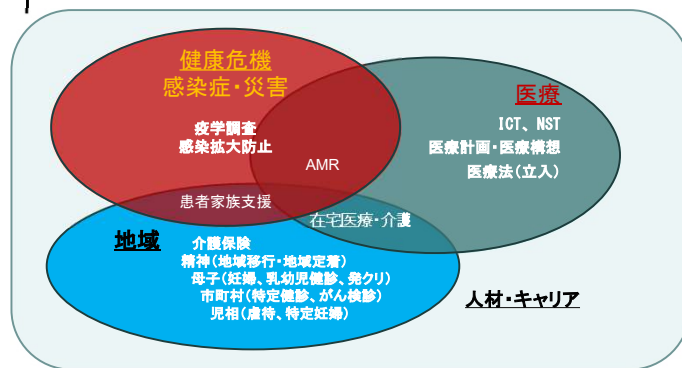 健康危機
感染症・災害
疫学調査
感染拡大防止
医療
ICT、NST
医療計画・医療構想
医療法（立入）
AMR
患者家族支援
在宅医療・介護
地域
介護保険
精神（地域移行・地域定着）
母子（妊婦、乳幼児健診、発クリ）
市町村（特定健診、がん検診）
児相（虐待、特定妊婦）
人材・キャリア